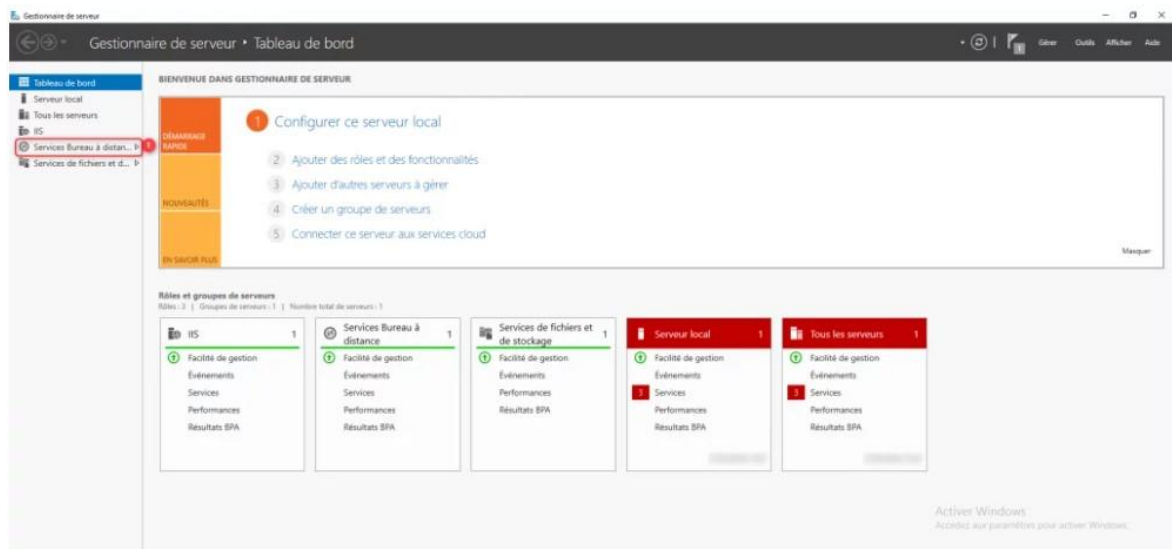 Gestionnaire de serveur
Gestionnaire de serveur • Tableau de bord
1
Gérer Outils Afficher Aide
Tableau de bord
Serveur local
Tous les serveurs
IIS
Services Bureau à distan...
1
Services de fichiers et d...
BIENVENUE DANS GESTIONNAIRE DE SERVEUR
DÉMARRAGE RAPIDE
NOUVEAUTÉS
EN SAVOIR PLUS
1 Configurer ce serveur local
2 Ajouter des rôles et des fonctionnalités
3 Ajouter d'autres serveurs à gérer
4 Créer un groupe de serveurs
5 Connecter ce serveur aux services cloud
Masquer
Rôles et groupes de serveurs
Rôles : 3 | Groupes de serveurs : 1 | Nombre total de serveurs : 1
IIS 1
Facilité de gestion
Événements
Services
Performances
Résultats BPA
Services Bureau à distance 1
Facilité de gestion
Événements
Services
Performances
Résultats BPA
Services de fichiers et de stockage 1
Facilité de gestion
Événements
Performances
Résultats BPA
Serveur local 1
Facilité de gestion
Événements
3 Services
Performances
Résultats BPA
Tous les serveurs 1
Facilité de gestion
Événements
3 Services
Performances
Résultats BPA
Activer Windows
Accédez aux paramètres pour activer Windows.